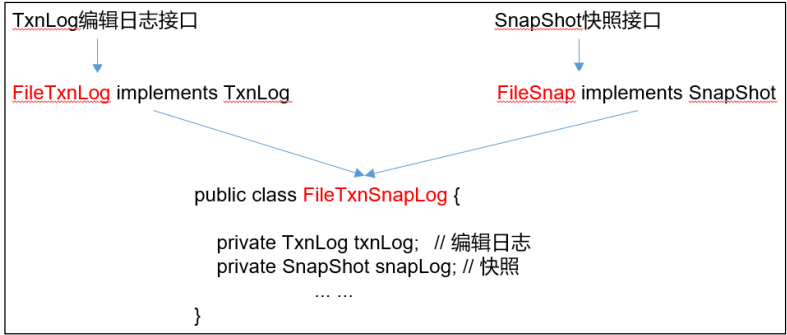 TxnLog编辑日志接口
SnapShot快照接口
FileTxnLog implements TxnLog
FileSnap implements SnapShot
public class FileTxnSnapLog {
private TxnLog txnLog; // 编辑日志
private SnapShot snapLog; // 快照
... ...
}